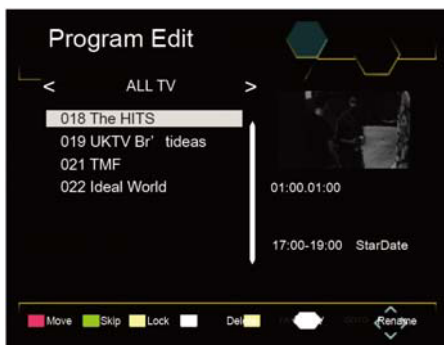 Program Edit
< ALL TV >
018 The HITS
019 UKTV Br' tideas
021 TMF
022 Ideal World
01:00.01:00
17:00-19:00 StarDate
Move Skip Lock Rename